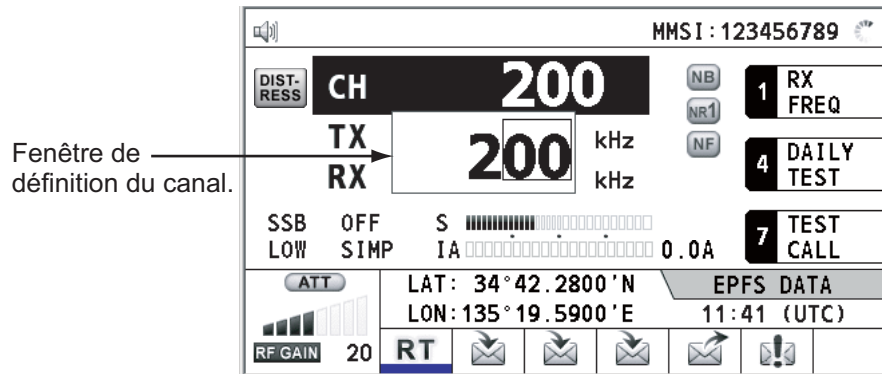 MMSI:123456789
DIST-
RESS
CH 200
NB
NR1
NF
1 RX
FREQ
TX 200 kHz
RX kHz
4 DAILY
TEST
Fenêtre de
définition du canal.
SSB OFF S
LOW SIMP IA 0.0A
7 TEST
CALL
ATT
LAT: 34°42.2800'N
LON:135°19.5900'E
EPFS DATA
11:41 (UTC)
RF GAIN 20
RT